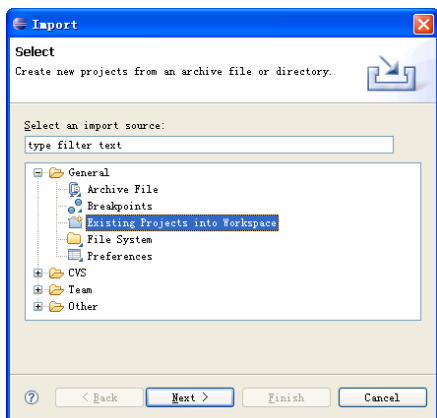 Import
Select
Create new projects from an archive file or directory.
Select an import source:
type filter text
General
Archive File
Breakpoints
Existing Projects into Workspace
File System
Preferences
CVS
Team
Other
? < Back Next > Finish Cancel